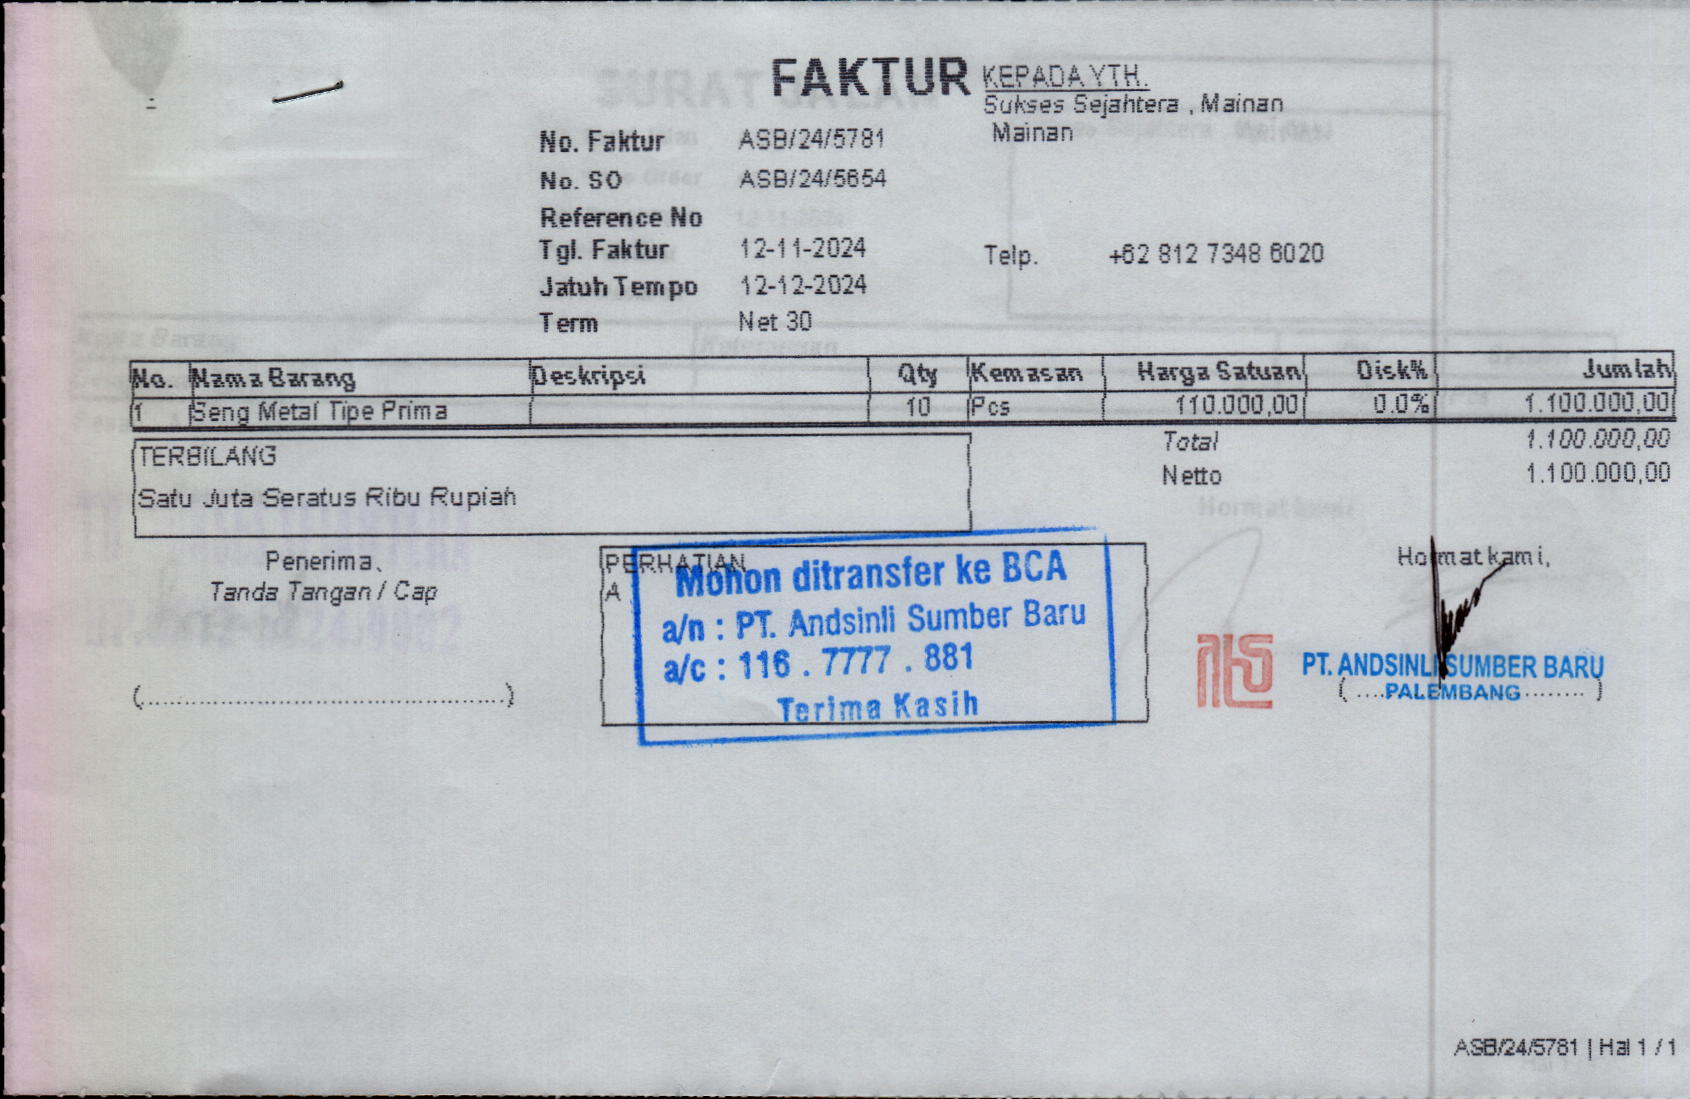 FAKTUR
KEPADA YTH.
Sukses Sejahtera , Mainan
Mainan
No. Faktur ASB/24/5781
No. SO ASB/24/5654
Reference No
Tgl. Faktur 12-11-2024
Telp. +62 812 7348 6020
Jatuh Tempo 12-12-2024
Term Net 30
No. Nama Barang Deskripsi Qty Kemasan Harga Satuan Disk% Jumlah
1 Seng Metal Tipe Prima 10 Pcs 110.000,00 0.0% 1.100.000,00
Total 1.100.000,00
Netto 1.100.000,00
TERBILANG
Satu Juta Seratus Ribu Rupiah
Penerima,
Tanda Tangan / Cap
(................................................)
PERHATIAN
A
Mohon ditransfer ke BCA
a/n : PT. Andsinli Sumber Baru
a/c : 116 . 7777 . 881
Terima Kasih
Hormat kami,
PT. ANDSINLI SUMBER BARU
(....PALEMBANG........)
ASB/24/5781 | Hal 1 / 1